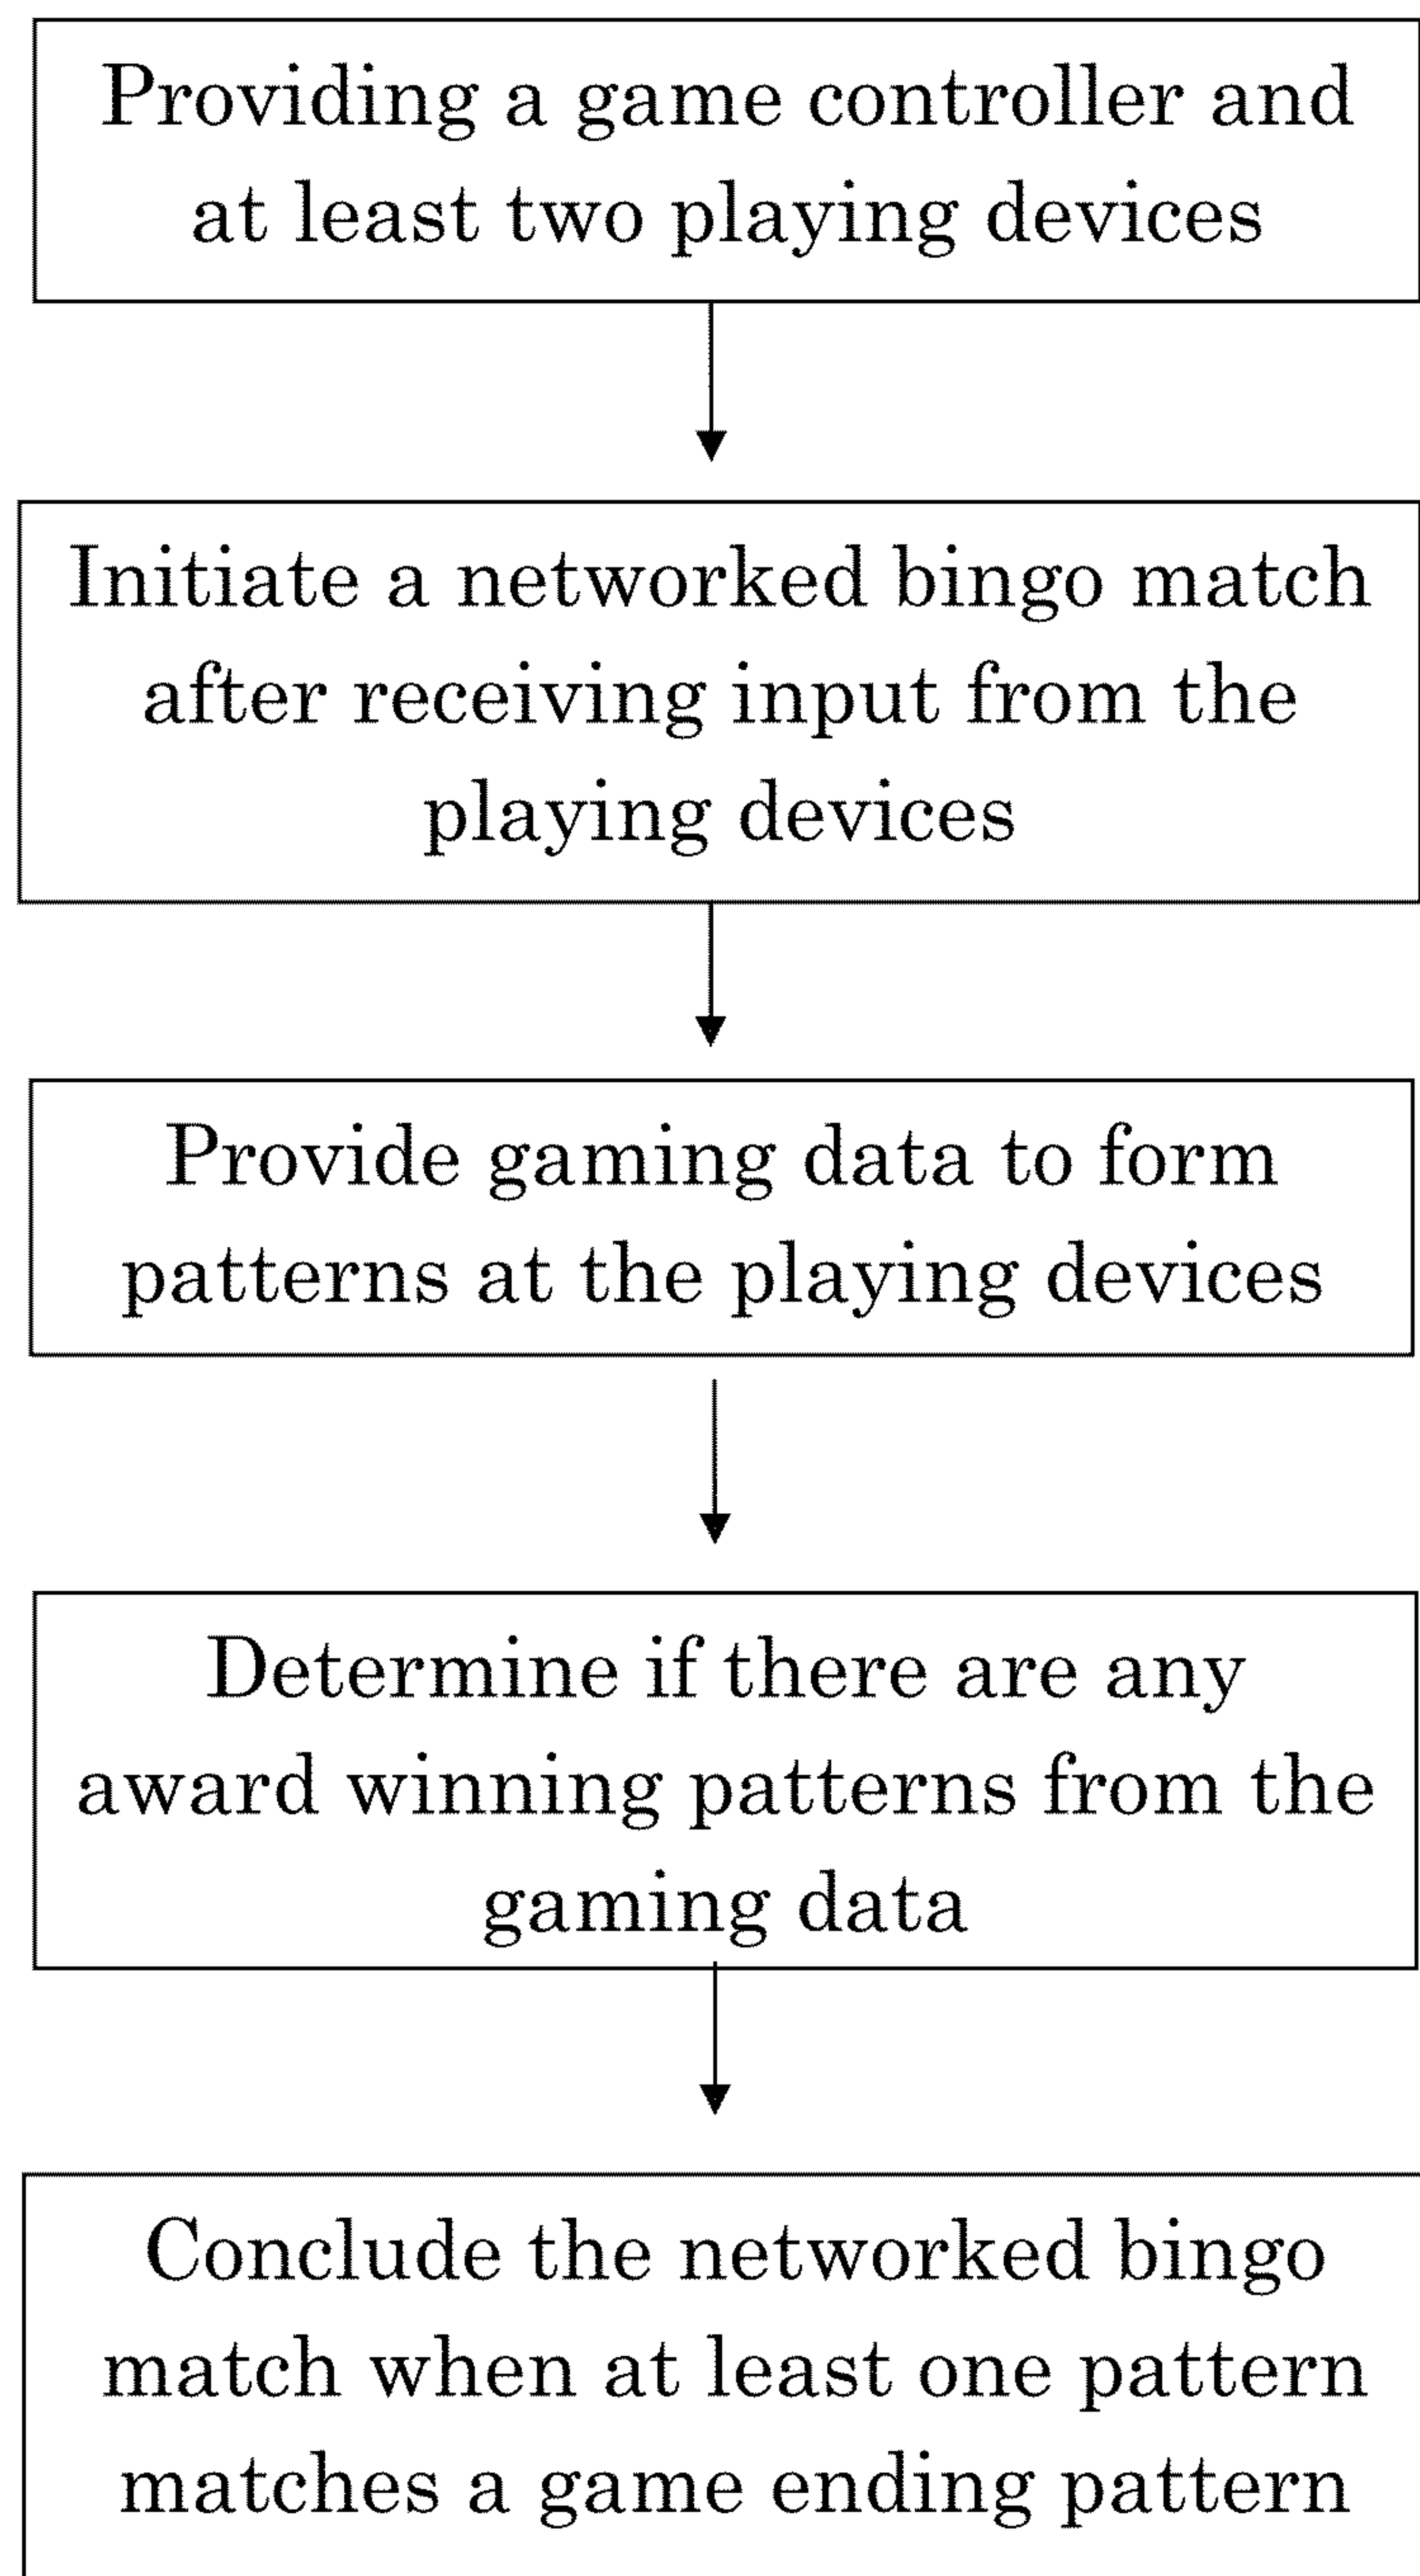 Providing a game controller and
at least two playing devices
Initiate a networked bingo match
after receiving input from the
playing devices
Provide gaming data to form
patterns at the playing devices
Determine if there are any
award winning patterns from the
gaming data
Conclude the networked bingo
match when at least one pattern
matches a game ending pattern